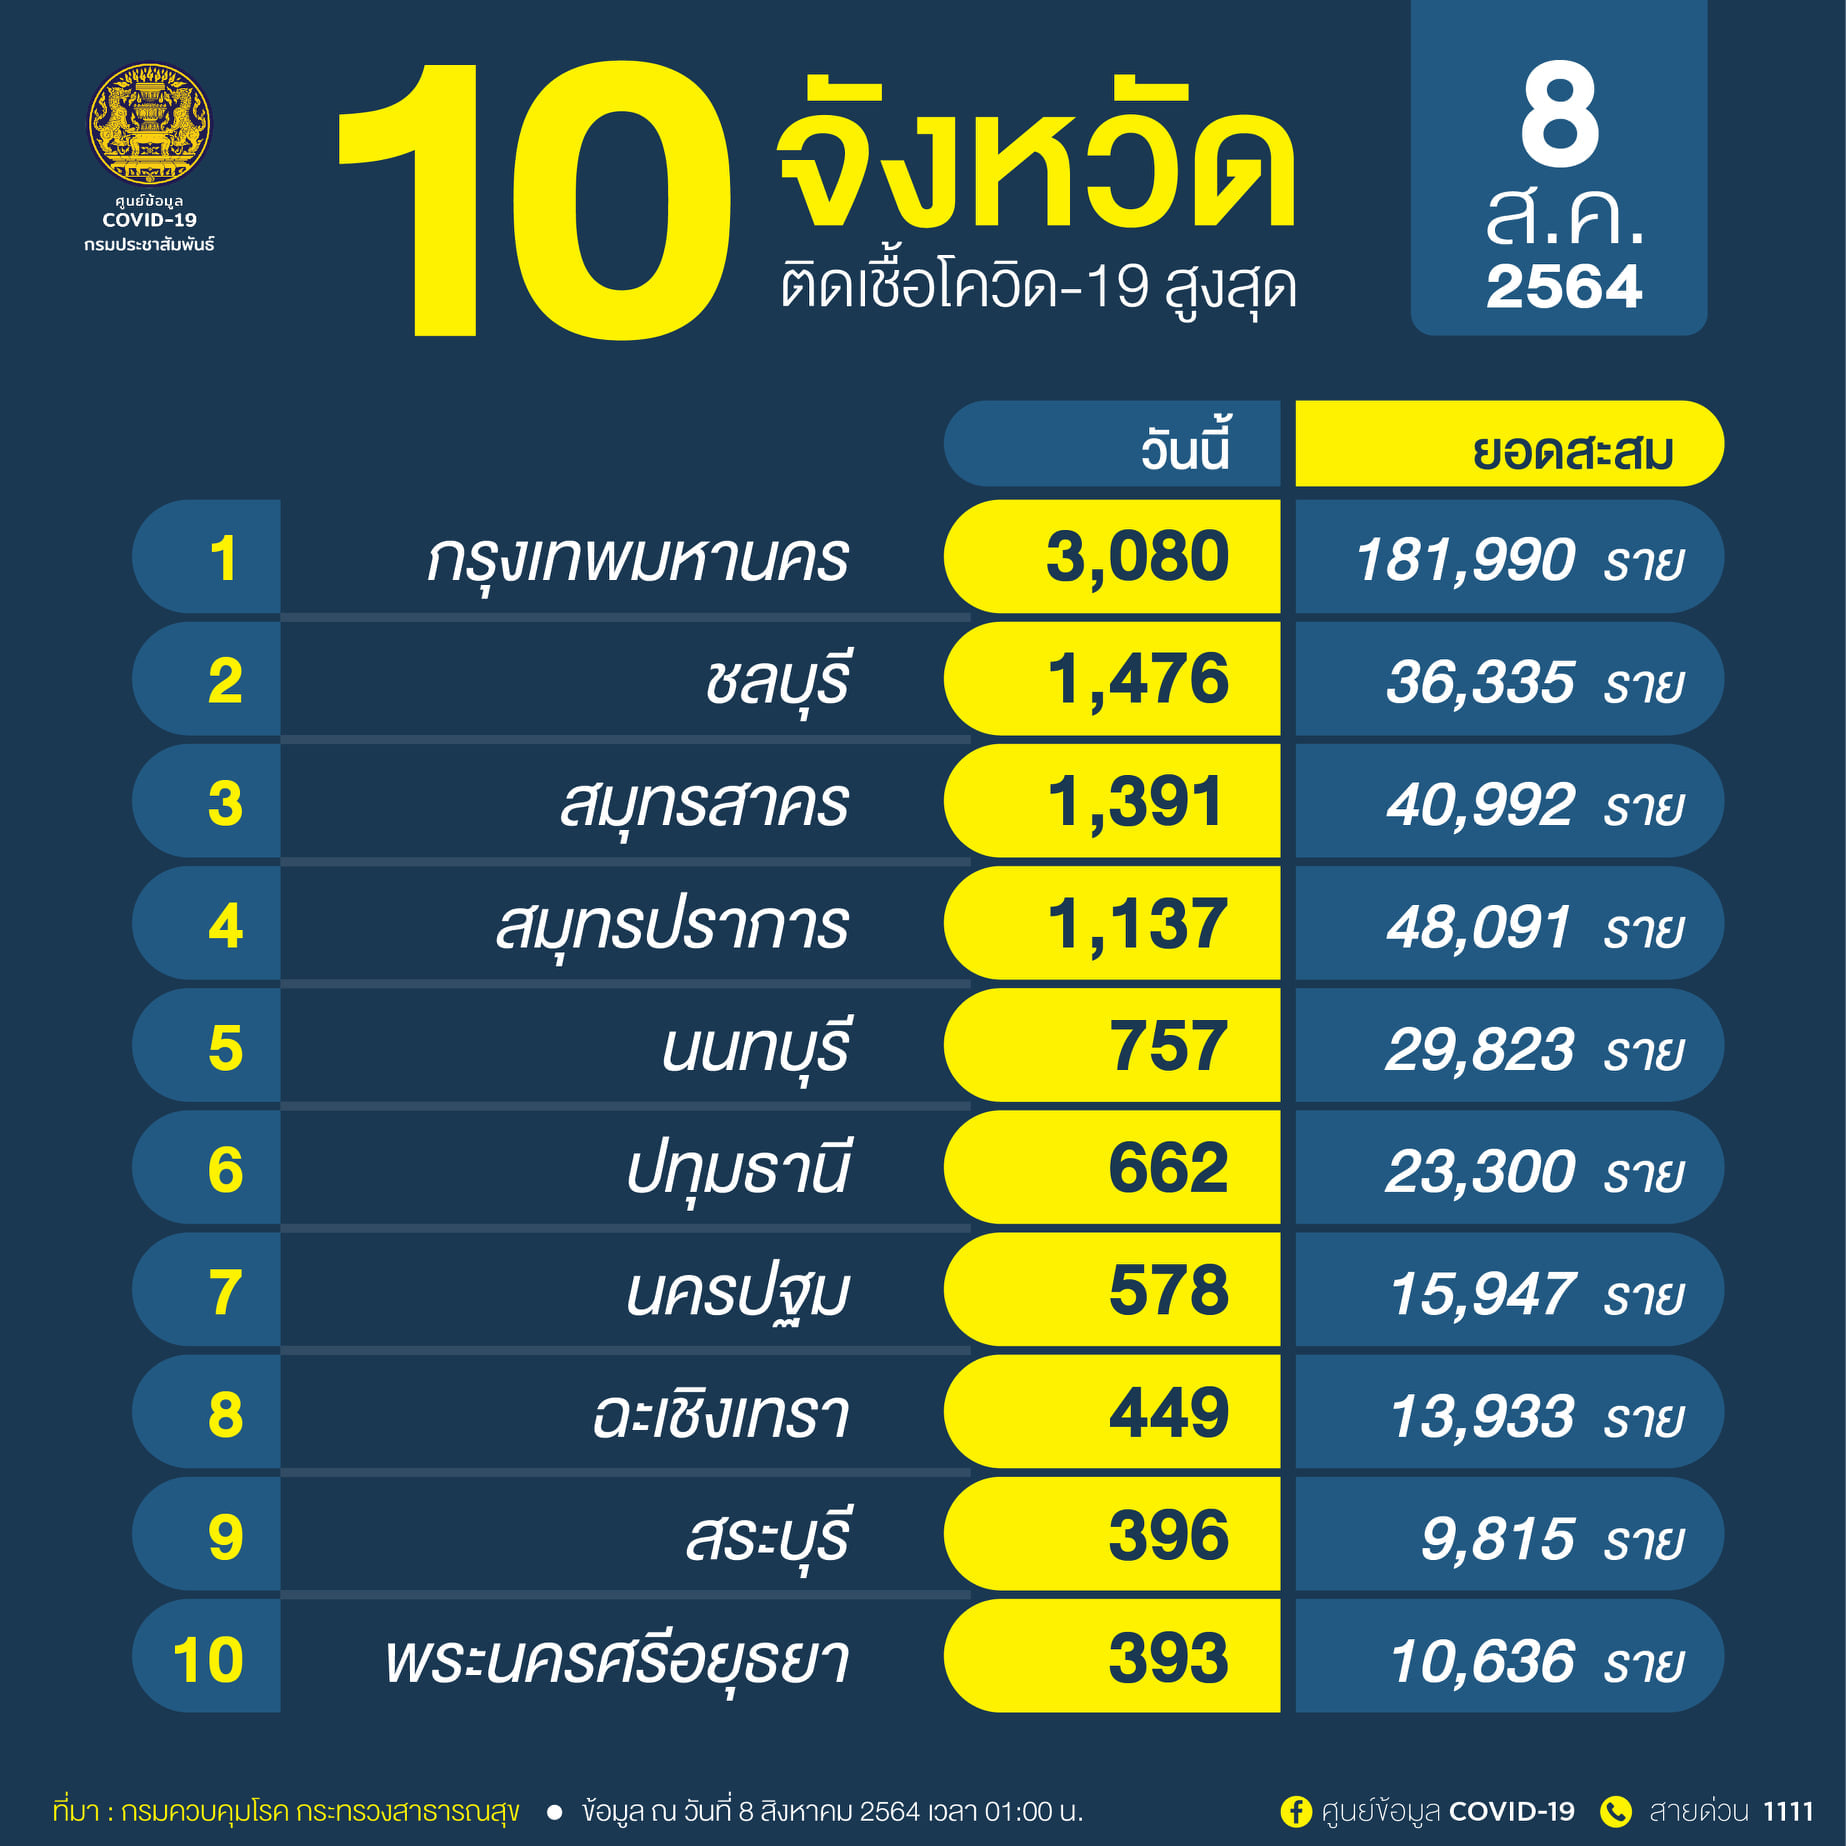 ศูนย์ข้อมูล
COVID-19
กรมประชาสัมพันธ์
10 จังหวัด
ติดเชื้อโควิด-19 สูงสุด
8
ส.ค.
2564
วันนี้ ยอดสะสม
1 กรุงเทพมหานคร 3,080 181,990 ราย
2 ชลบุรี 1,476 36,335 ราย
3 สมุทรสาคร 1,391 40,992 ราย
4 สมุทรปราการ 1,137 48,091 ราย
5 นนทบุรี 757 29,823 ราย
6 ปทุมธานี 662 23,300 ราย
7 นครปฐม 578 15,947 ราย
8 ฉะเชิงเทรา 449 13,933 ราย
9 สระบุรี 396 9,815 ราย
10 พระนครศรีอยุธยา 393 10,636 ราย
ที่มา : กรมควบคุมโรค กระทรวงสาธารณสุข ● ข้อมูล ณ วันที่ 8 สิงหาคม 2564 เวลา 01:00 น. ศูนย์ข้อมูล COVID-19 สายด่วน 1111